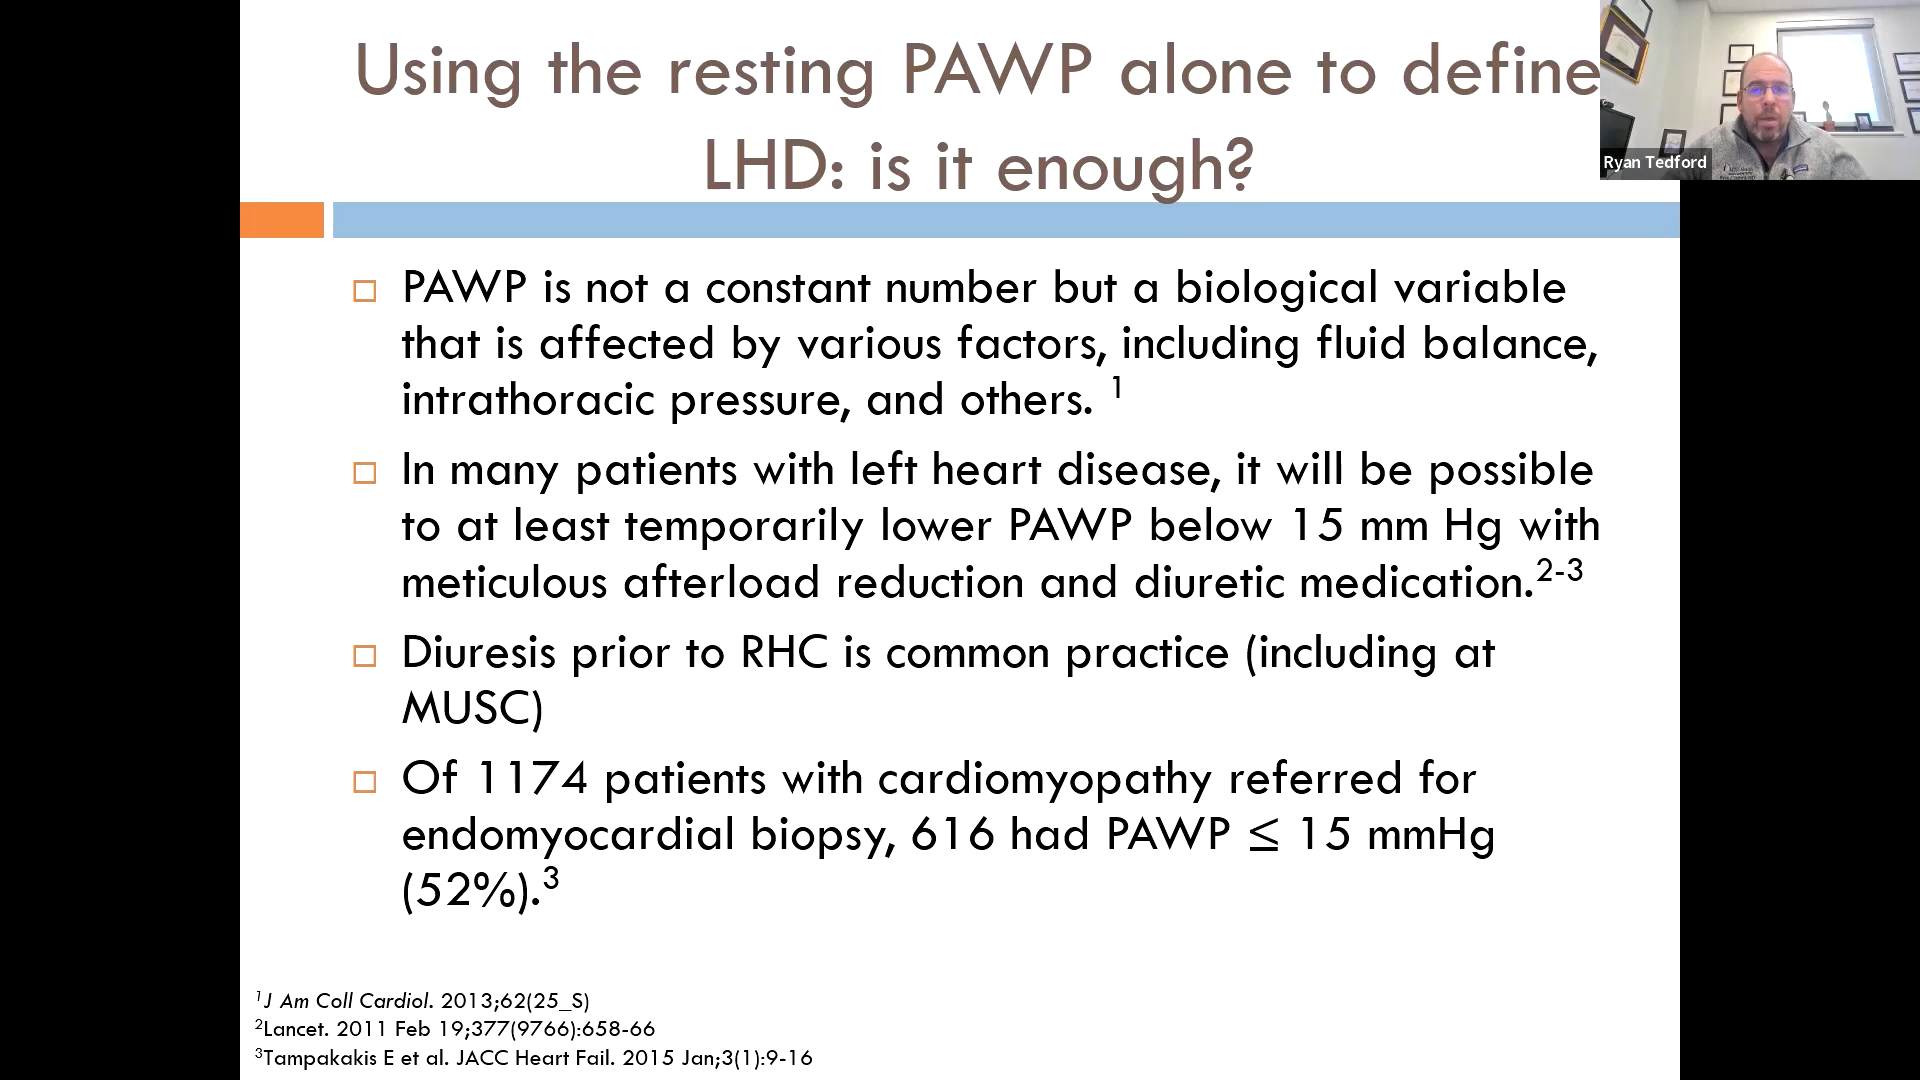 Using the resting PAWP alone to define
LHD: is it enough?
Ryan Tedford
PAWP is not a constant number but a biological variable
that is affected by various factors, including fluid balance,
intrathoracic pressure, and others. 1
In many patients with left heart disease, it will be possible
to at least temporarily lower PAWP below 15 mm Hg with
meticulous afterload reduction and diuretic medication.2-3
Diuresis prior to RHC is common practice (including at
MUSC)
Of 1174 patients with cardiomyopathy referred for
endomyocardial biopsy, 616 had PAWP ≤ 15 mmHg
(52%).3
1J Am Coll Cardiol. 2013;62(25_S)
2Lancet. 2011 Feb 19;377(9766):658-66
3Tampakakis E et al. JACC Heart Fail. 2015 Jan;3(1):9-16